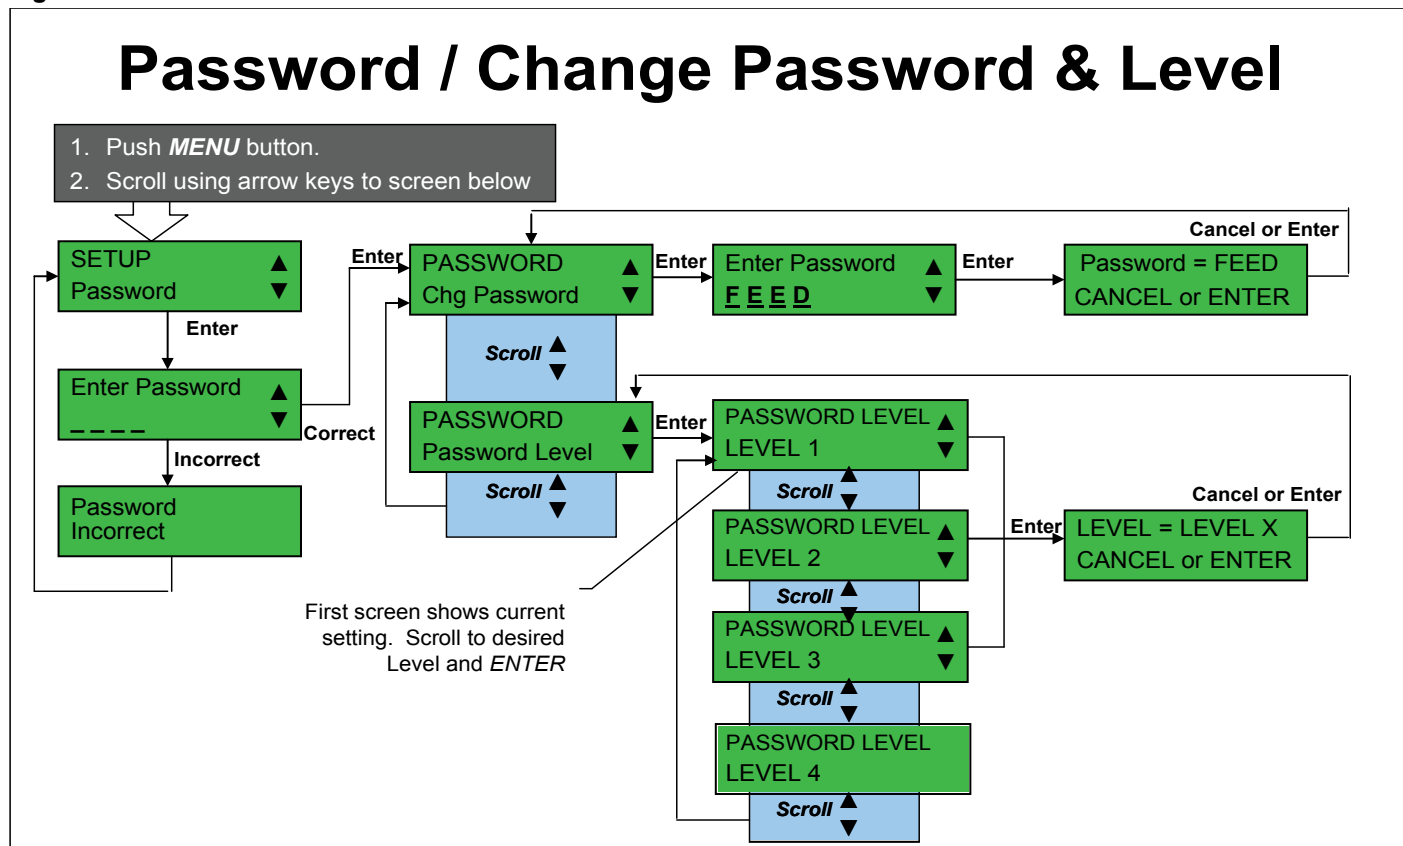 Password / Change Password & Level
1. Push MENU button.
2. Scroll using arrow keys to screen below
SETUP
Password
Enter
Enter Password
_ _ _ _
Correct
Incorrect
Password
Incorrect
Enter
PASSWORD
Chg Password
Enter
Enter Password
F E E D
Enter
Cancel or Enter
Password = FEED
CANCEL or ENTER
Scroll
PASSWORD
Password Level
Enter
Scroll
First screen shows current
setting. Scroll to desired
Level and ENTER
PASSWORD LEVEL
LEVEL 1
Scroll
PASSWORD LEVEL
LEVEL 2
Scroll
PASSWORD LEVEL
LEVEL 3
Scroll
PASSWORD LEVEL
LEVEL 4
Scroll
Enter
Cancel or Enter
LEVEL = LEVEL X
CANCEL or ENTER